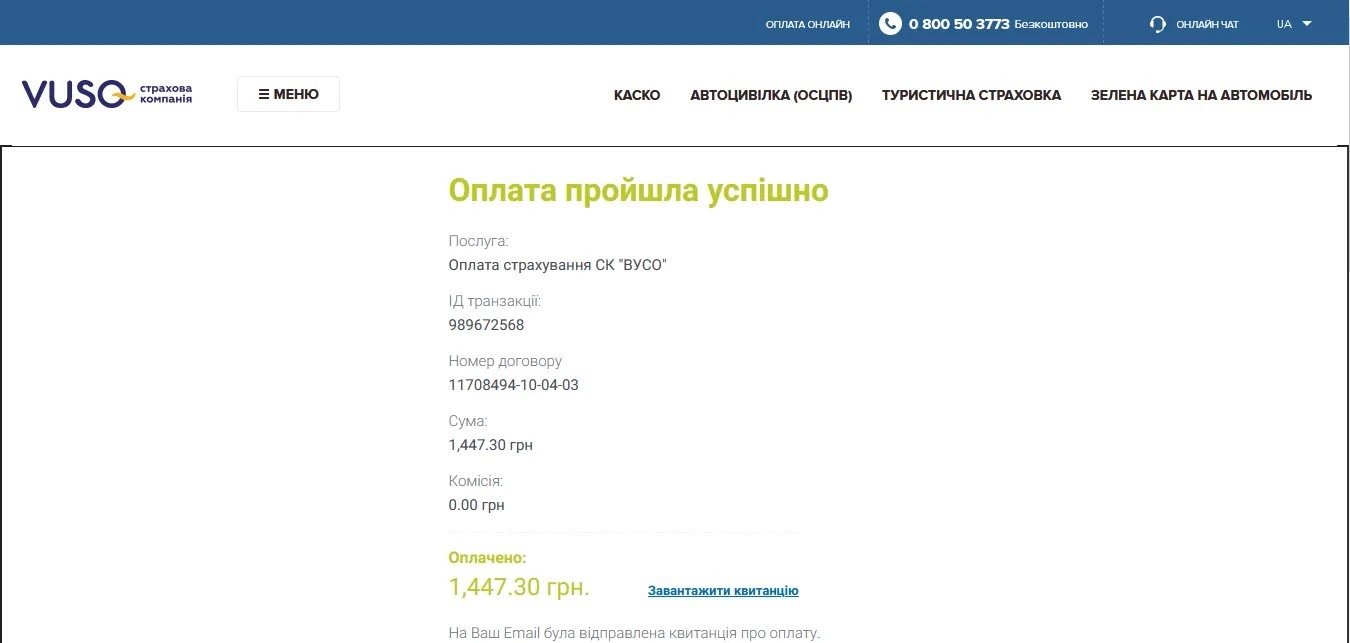 ОПЛАТА ОНЛАЙН
0 800 50 3773 Безкоштовно
ОНЛАЙН ЧАТ
UA
VUSO страхова компанія
МЕНЮ
КАСКО
АВТОЦИВІЛКА (ОСЦПВ)
ТУРИСТИЧНА СТРАХОВКА
ЗЕЛЕНА КАРТА НА АВТОМОБІЛЬ
Оплата пройшла успішно
Послуга:
Оплата страхування СК "ВУСО"
ІД транзакції:
989672568
Номер договору
11708494-10-04-03
Сума:
1,447.30 грн
Комісія:
0.00 грн
Оплачено:
1,447.30 грн.
Завантажити квитанцію
На Ваш Email була відправлена квитанція про оплату.